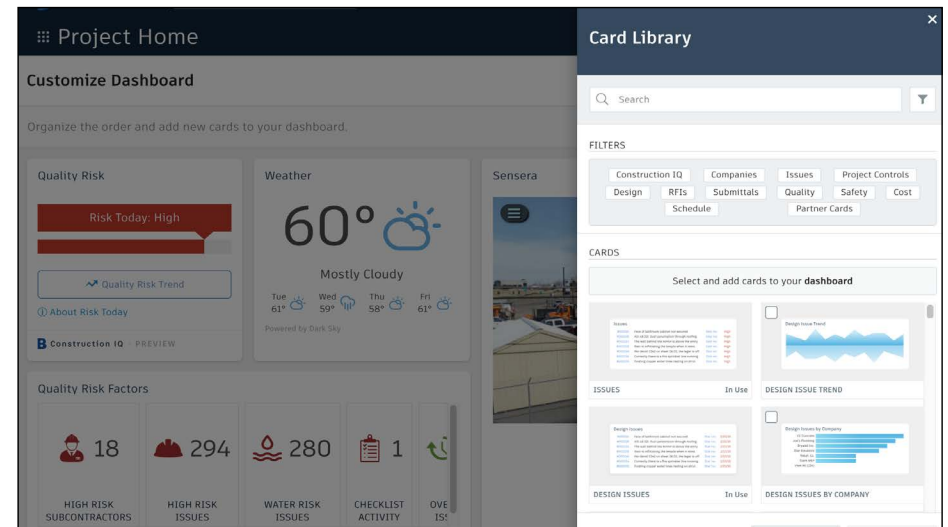 Project Home
Customize Dashboard
Organize the order and add new cards to your dashboard.
Quality Risk
Risk Today: High
Quality Risk Trend
About Risk Today
Construction IQ PREVIEW
Weather
60°
Mostly Cloudy
Tue Wed Thu Fri
61° 59° 58° 61°
Powered by Dark Sky
Sensera
Quality Risk Factors
18
HIGH RISK
SUBCONTRACTORS
294
HIGH RISK
ISSUES
280
WATER RISK
ISSUES
1
CHECKLIST
ACTIVITY
OVE
Card Library
Search
FILTERS
Construction IQ Companies Issues Project Controls
Design RFIs Submittals Quality Safety Cost
Schedule Partner Cards
CARDS
Select and add cards to your dashboard
Issues
ISSUES In Use
Design Issue Trend
DESIGN ISSUE TREND
Design Issues
DESIGN ISSUES In Use
Design Issues by Company
DESIGN ISSUES BY COMPANY